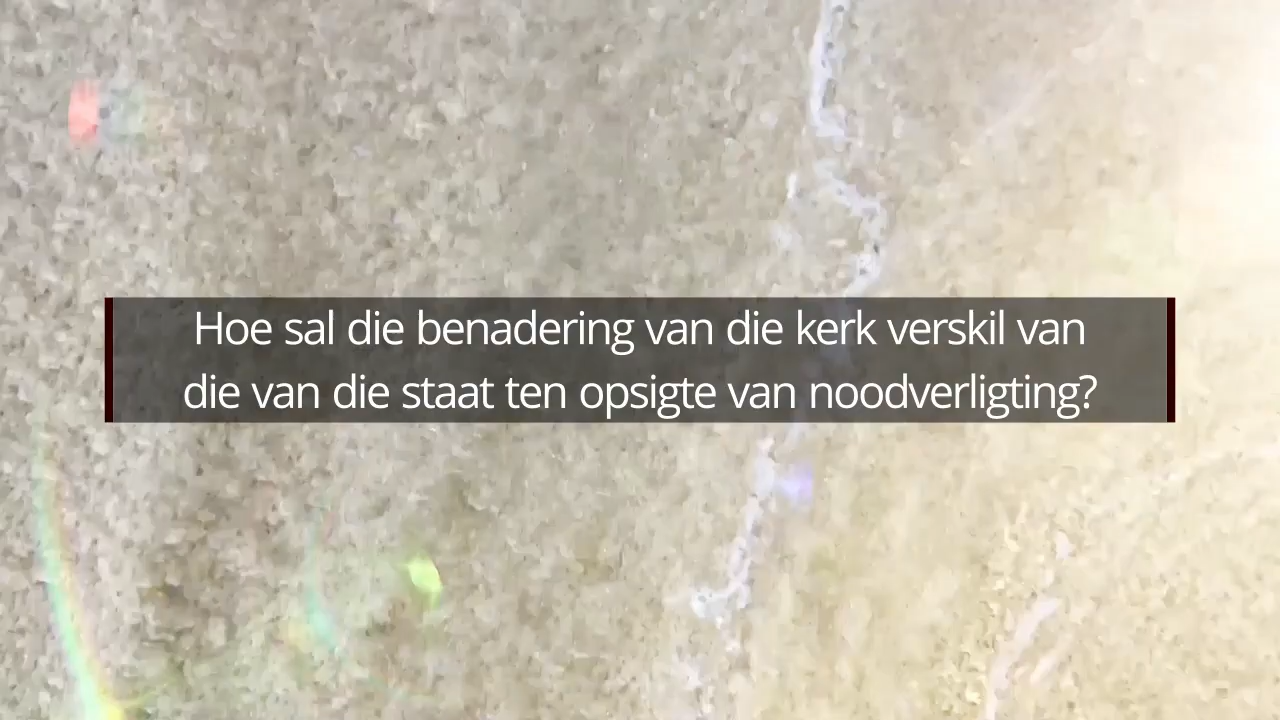 Hoe sal die benadering van die kerk verskil van
die van die staat ten opsigte van noodverligting?